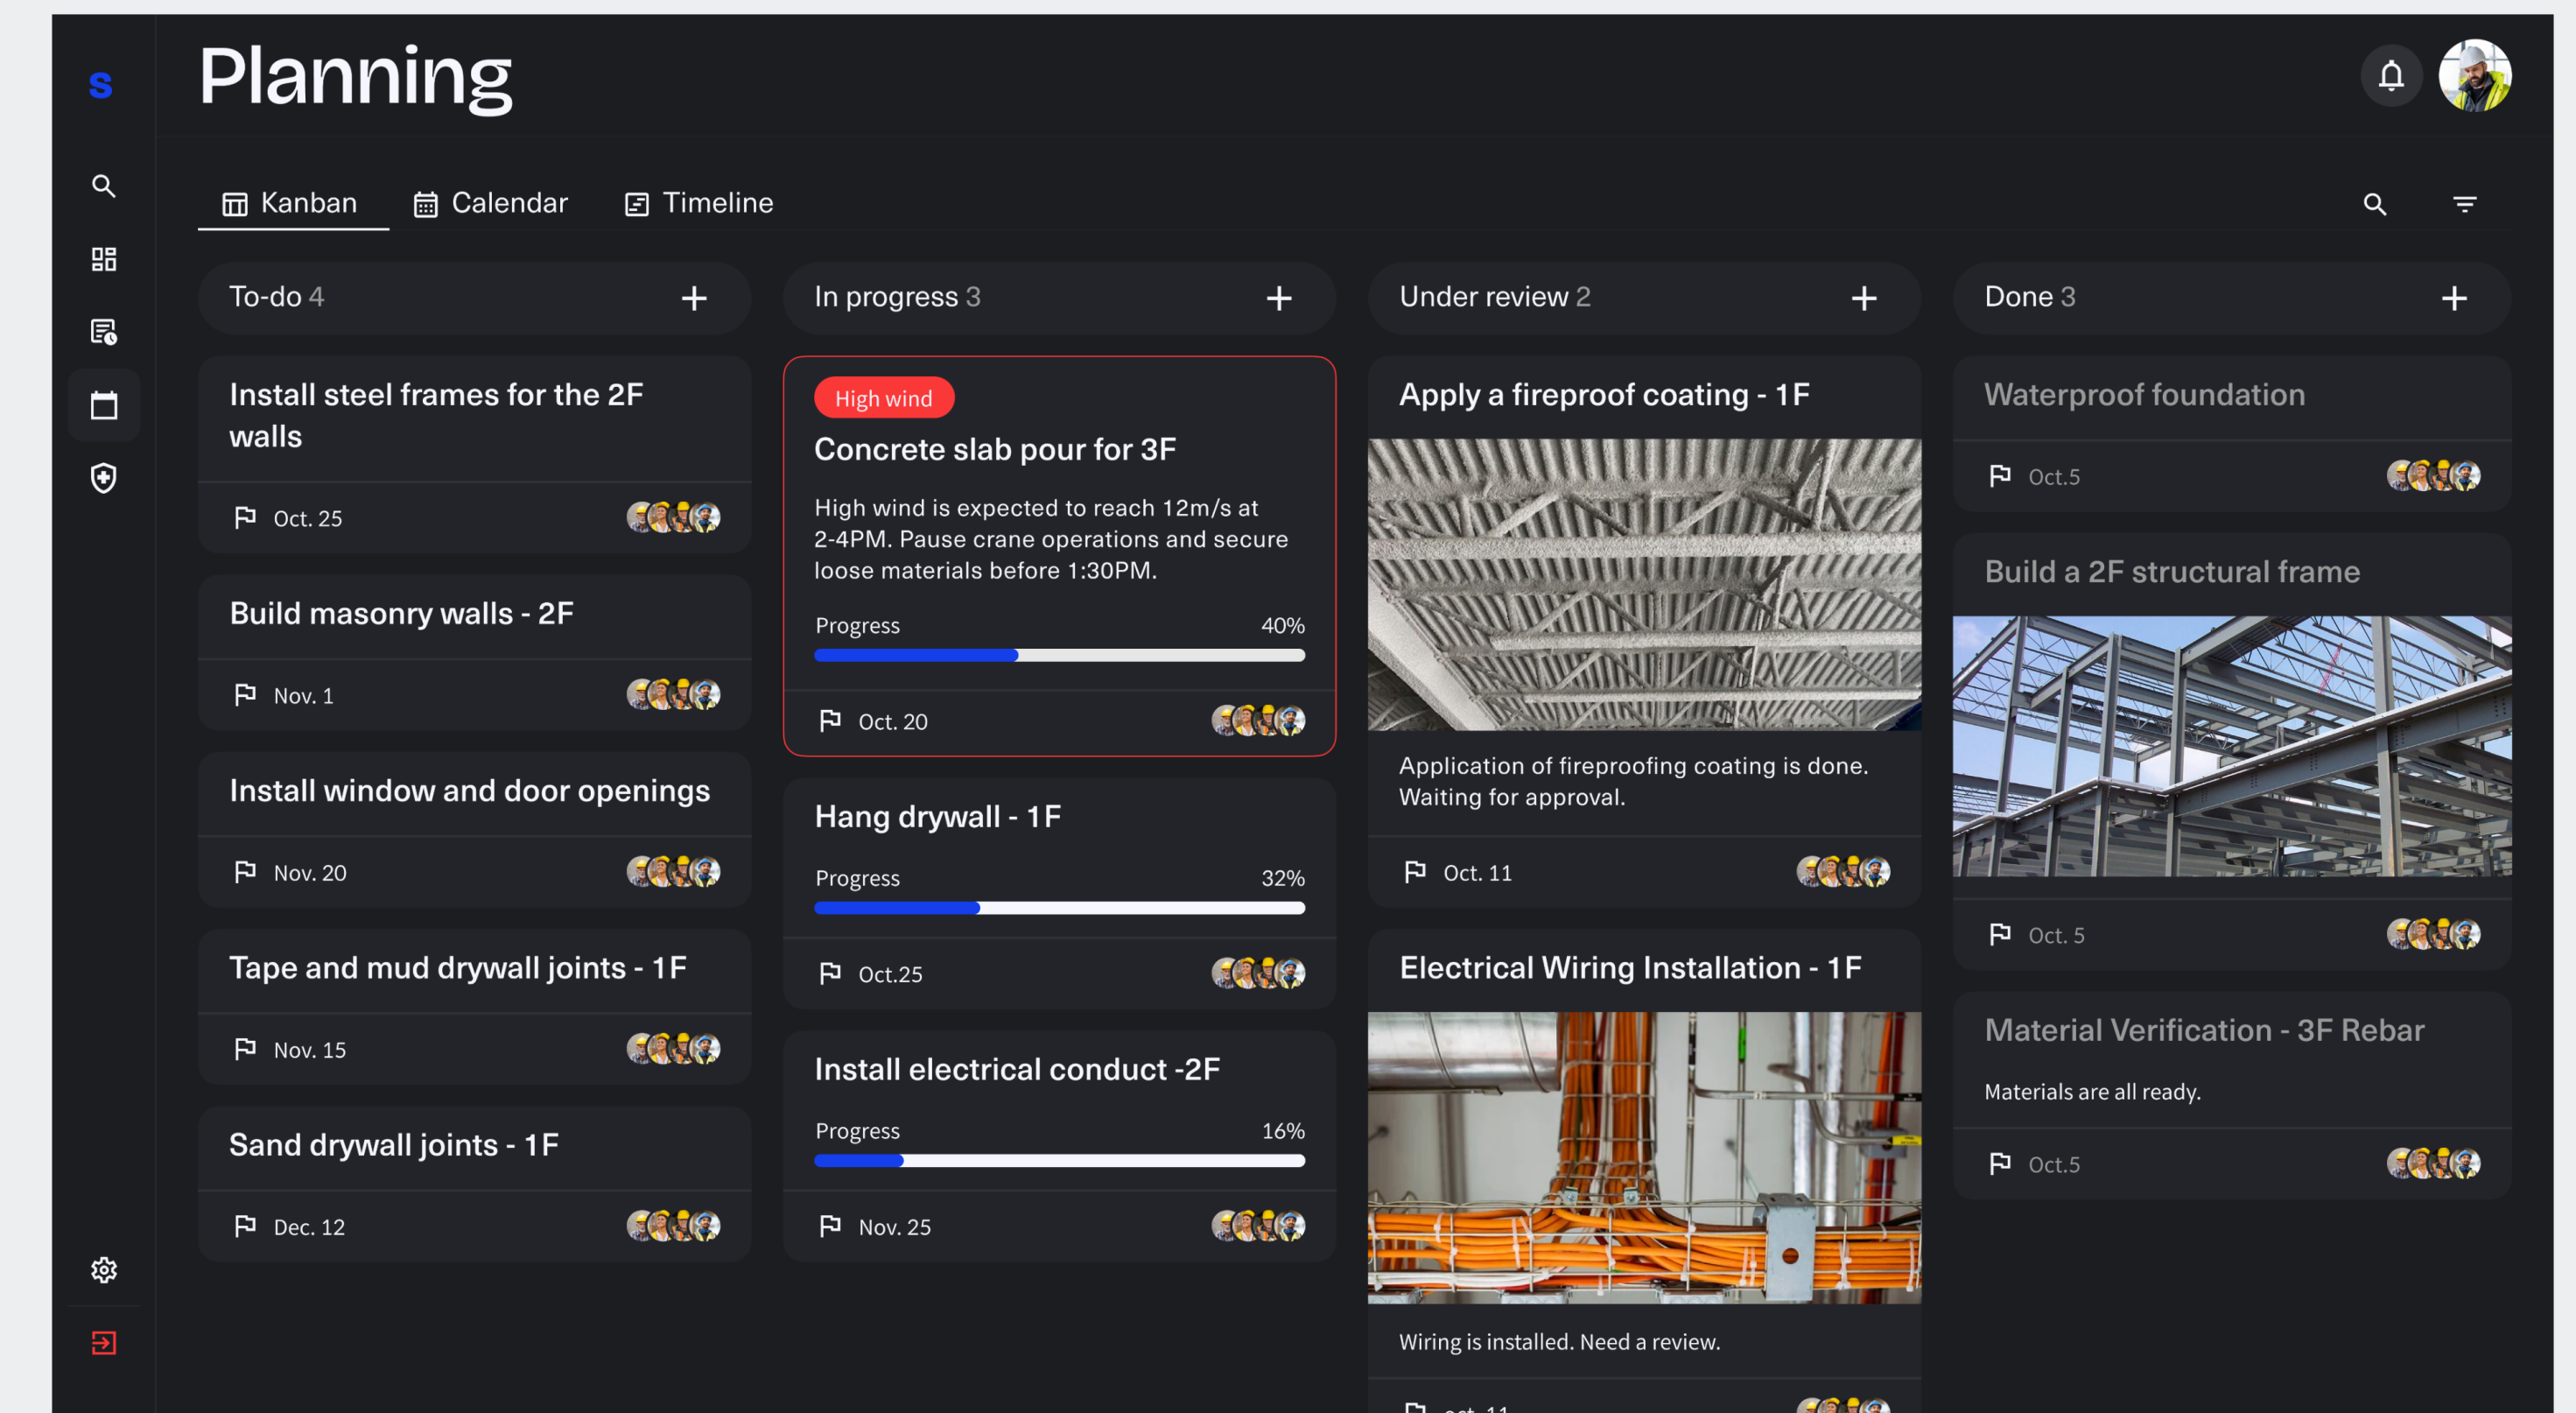 s
Planning
Kanban
Calendar
Timeline
To-do 4
Install steel frames for the 2F
walls
Oct. 25
Build masonry walls - 2F
Nov. 1
Install window and door openings
Nov. 20
Tape and mud drywall joints - 1F
Nov. 15
Sand drywall joints - 1F
Dec. 12
In progress 3
High wind
Concrete slab pour for 3F
High wind is expected to reach 12m/s at
2-4PM. Pause crane operations and secure
loose materials before 1:30PM.
Progress 40%
Oct. 20
Hang drywall - 1F
Progress 32%
Oct.25
Install electrical conduct -2F
Progress 16%
Nov. 25
Under review 2
Apply a fireproof coating - 1F
Application of fireproofing coating is done.
Waiting for approval.
Oct. 11
Electrical Wiring Installation - 1F
Wiring is installed. Need a review.
oct. 11
Done 3
Waterproof foundation
Oct.5
Build a 2F structural frame
Oct. 5
Material Verification - 3F Rebar
Materials are all ready.
Oct.5